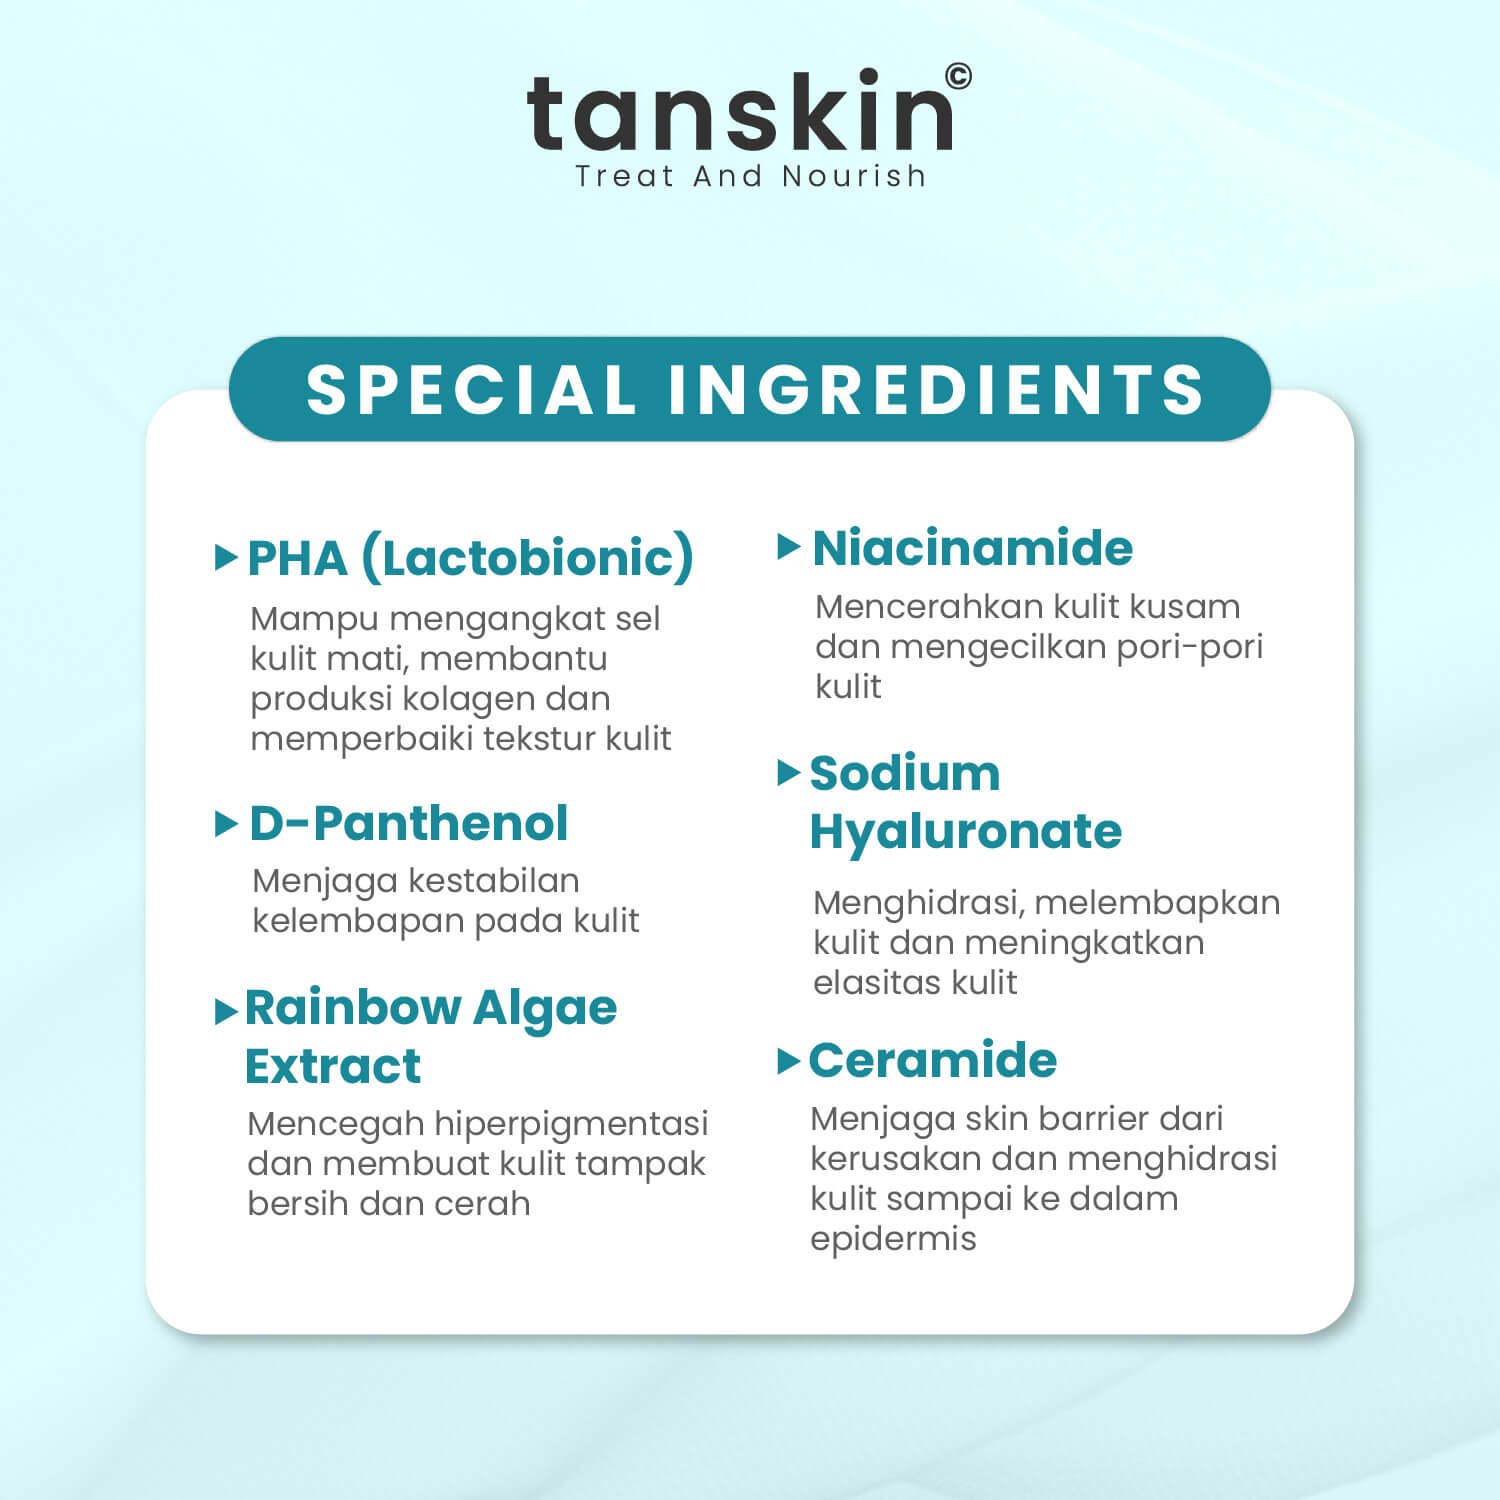 tanskin©
Treat And Nourish
SPECIAL INGREDIENTS
PHA (Lactobionic)
Mampu mengangkat sel
kulit mati, membantu
produksi kolagen dan
memperbaiki tekstur kulit
D-Panthenol
Menjaga kestabilan
kelembapan pada kulit
Rainbow Algae
Extract
Mencegah hiperpigmentasi
dan membuat kulit tampak
bersih dan cerah
Niacinamide
Mencerahkan kulit kusam
dan mengecilkan pori-pori
kulit
Sodium
Hyaluronate
Menghidrasi, melembapkan
kulit dan meningkatkan
elasitas kulit
Ceramide
Menjaga skin barrier dari
kerusakan dan menghidrasi
kulit sampai ke dalam
epidermis